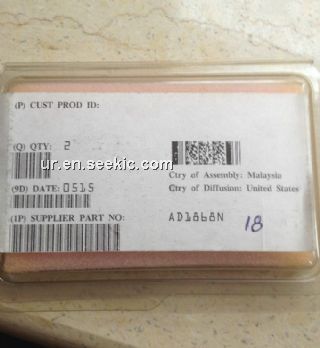 (P) CUST PROD ID:
ur.en.seekic.com
(Q) QTY: 2
Ctry of Assembly: Malaysia
(9D) DATE: 0515
Ctry of Diffusion: United States
(1P) SUPPLIER PART NO:
AD1868N
18